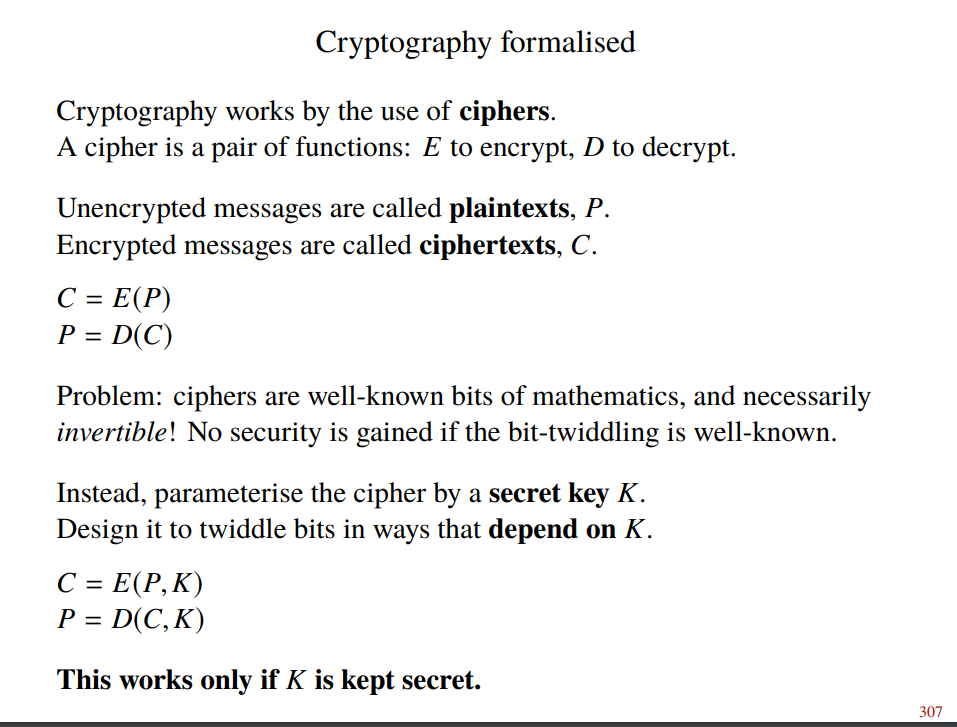 Cryptography formalised
Cryptography works by the use of ciphers.
A cipher is a pair of functions: E to encrypt, D to decrypt.
Unencrypted messages are called plaintexts, P.
Encrypted messages are called ciphertexts, C.
C = E(P)
P = D(C)
Problem: ciphers are well-known bits of mathematics, and necessarily
invertible! No security is gained if the bit-twiddling is well-known.
Instead, parameterise the cipher by a secret key K.
Design it to twiddle bits in ways that depend on K.
C = E(P, K)
P = D(C, K)
This works only if K is kept secret.
307